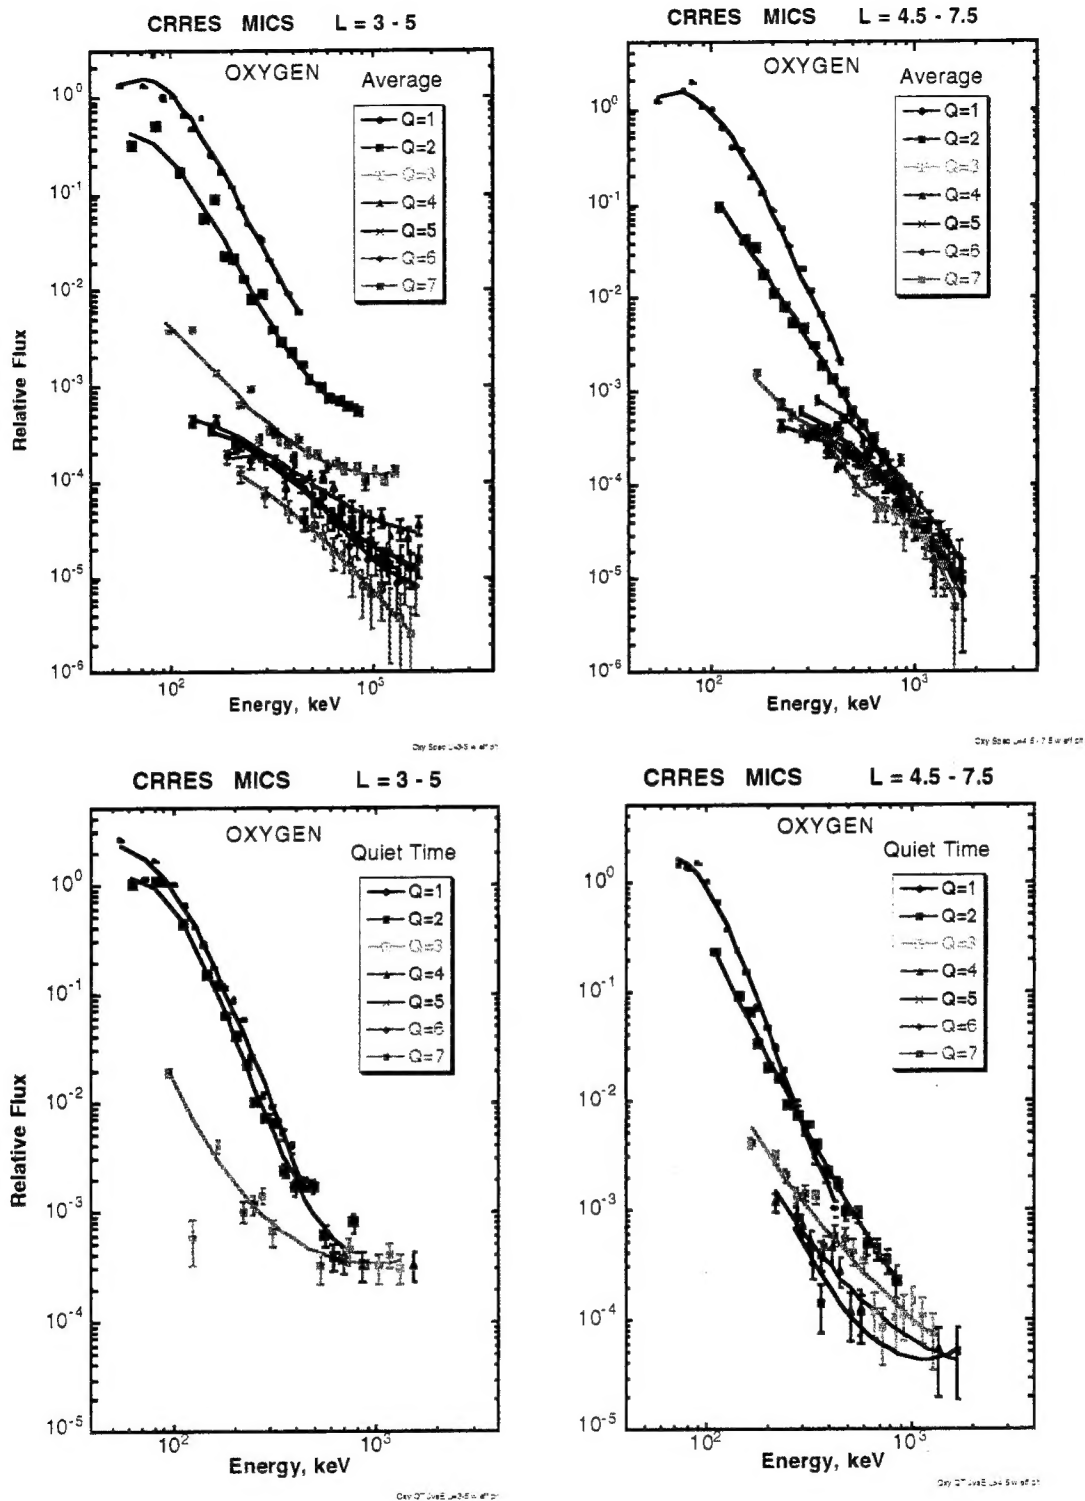 CRRES MICS L = 3 - 5
OXYGEN
Average
Q=1
Q=2
Q=3
Q=4
Q=5
Q=6
Q=7
10^0
10^-1
10^-2
10^-3
10^-4
10^-5
10^-6
Relative Flux
10^2
10^3
Energy, keV
CRRES MICS L = 4.5 - 7.5
OXYGEN
Average
Q=1
Q=2
Q=3
Q=4
Q=5
Q=6
Q=7
10^0
10^-1
10^-2
10^-3
10^-4
10^-5
10^-6
10^2
10^3
Energy, keV
CRRES MICS L = 3 - 5
OXYGEN
Quiet Time
Q=1
Q=2
Q=3
Q=4
Q=5
Q=6
Q=7
10^0
10^-1
10^-2
10^-3
10^-4
10^-5
Relative Flux
10^2
10^3
Energy, keV
CRRES MICS L = 4.5 - 7.5
OXYGEN
Quiet Time
Q=1
Q=2
Q=3
Q=4
Q=5
Q=6
Q=7
10^0
10^-1
10^-2
10^-3
10^-4
10^-5
10^2
10^3
Energy, keV